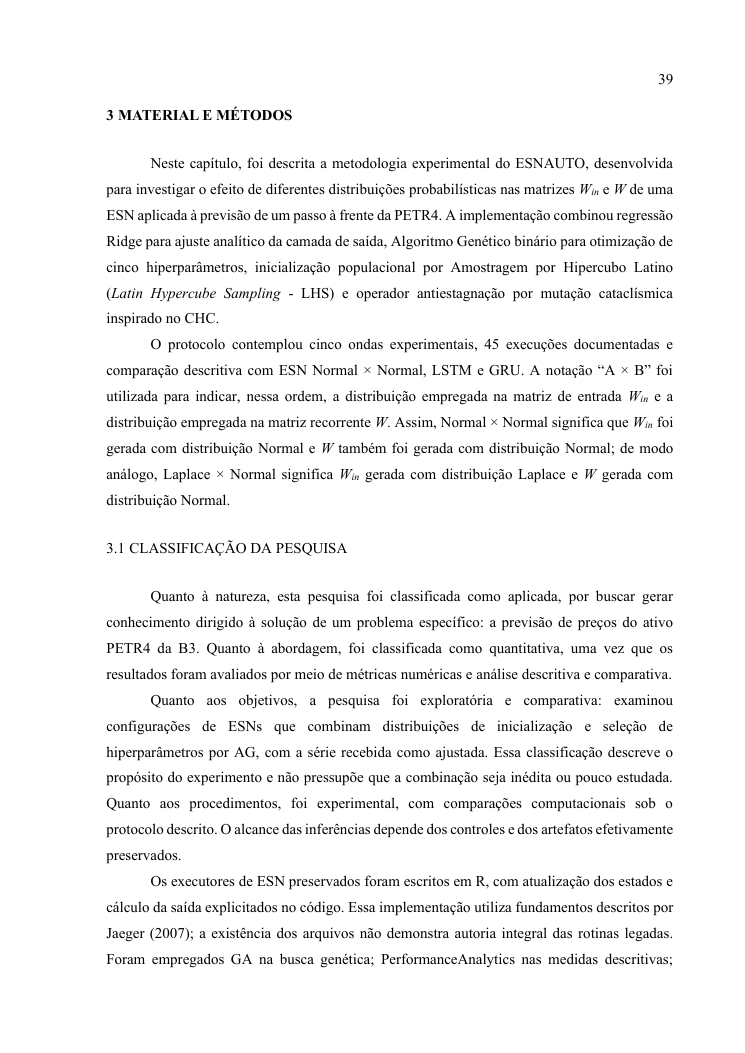 39
3 MATERIAL E MÉTODOS
Neste capítulo, foi descrita a metodologia experimental do ESNAUTO, desenvolvida
para investigar o efeito de diferentes distribuições probabilísticas nas matrizes Win e W de uma
ESN aplicada à previsão de um passo à frente da PETR4. A implementação combinou regressão
Ridge para ajuste analítico da camada de saída, Algoritmo Genético binário para otimização de
cinco hiperparâmetros, inicialização populacional por Amostragem por Hipercubo Latino
(Latin Hypercube Sampling - LHS) e operador antiestagnação por mutação cataclísmica
inspirado no CHC.
O protocolo contemplou cinco ondas experimentais, 45 execuções documentadas e
comparação descritiva com ESN Normal × Normal, LSTM e GRU. A notação “A × B” foi
utilizada para indicar, nessa ordem, a distribuição empregada na matriz de entrada Win e a
distribuição empregada na matriz recorrente W. Assim, Normal × Normal significa que Win foi
gerada com distribuição Normal e W também foi gerada com distribuição Normal; de modo
análogo, Laplace × Normal significa Win gerada com distribuição Laplace e W gerada com
distribuição Normal.
3.1 CLASSIFICAÇÃO DA PESQUISA
Quanto à natureza, esta pesquisa foi classificada como aplicada, por buscar gerar
conhecimento dirigido à solução de um problema específico: a previsão de preços do ativo
PETR4 da B3. Quanto à abordagem, foi classificada como quantitativa, uma vez que os
resultados foram avaliados por meio de métricas numéricas e análise descritiva e comparativa.
Quanto aos objetivos, a pesquisa foi exploratória e comparativa: examinou
configurações de ESNs que combinam distribuições de inicialização e seleção de
hiperparâmetros por AG, com a série recebida como ajustada. Essa classificação descreve o
propósito do experimento e não pressupõe que a combinação seja inédita ou pouco estudada.
Quanto aos procedimentos, foi experimental, com comparações computacionais sob o
protocolo descrito. O alcance das inferências depende dos controles e dos artefatos efetivamente
preservados.
Os executores de ESN preservados foram escritos em R, com atualização dos estados e
cálculo da saída explicitados no código. Essa implementação utiliza fundamentos descritos por
Jaeger (2007); a existência dos arquivos não demonstra autoria integral das rotinas legadas.
Foram empregados GA na busca genética; PerformanceAnalytics nas medidas descritivas;